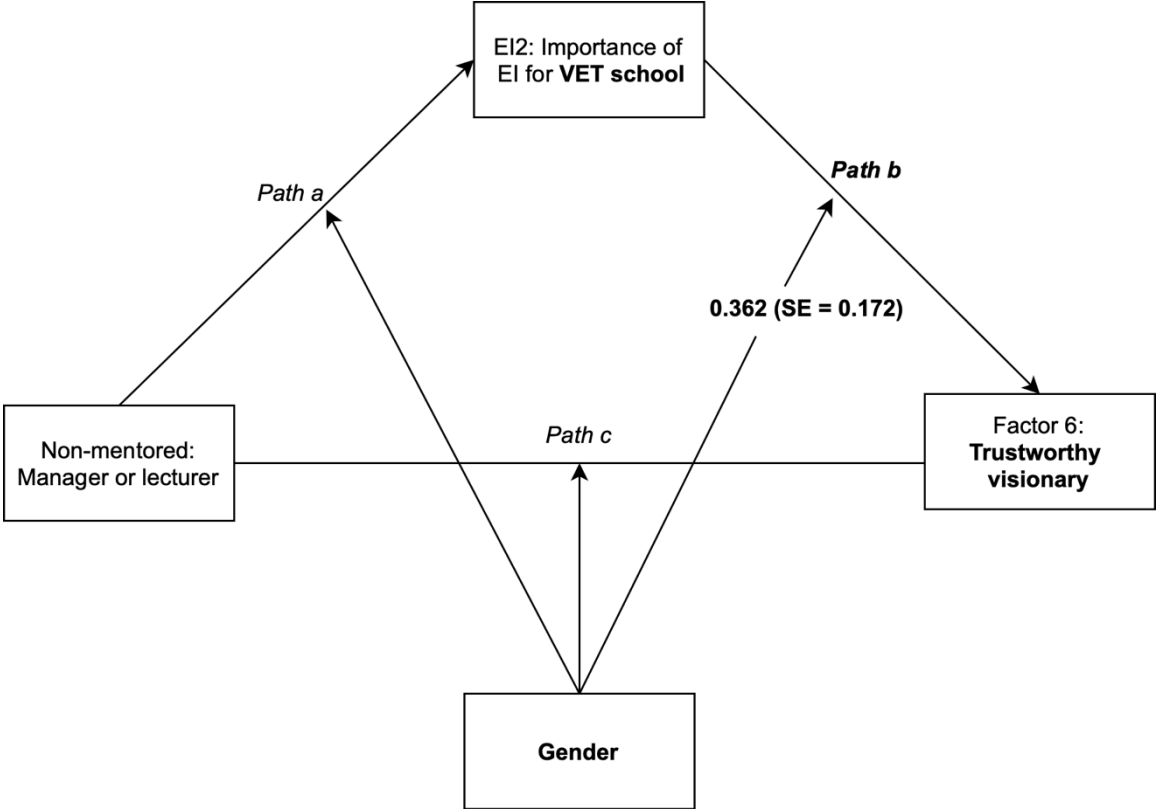 EI2: Importance of
EI for VET school
Path a
Path b
0.362 (SE = 0.172)
Non-mentored:
Manager or lecturer
Path c
Factor 6:
Trustworthy
visionary
Gender